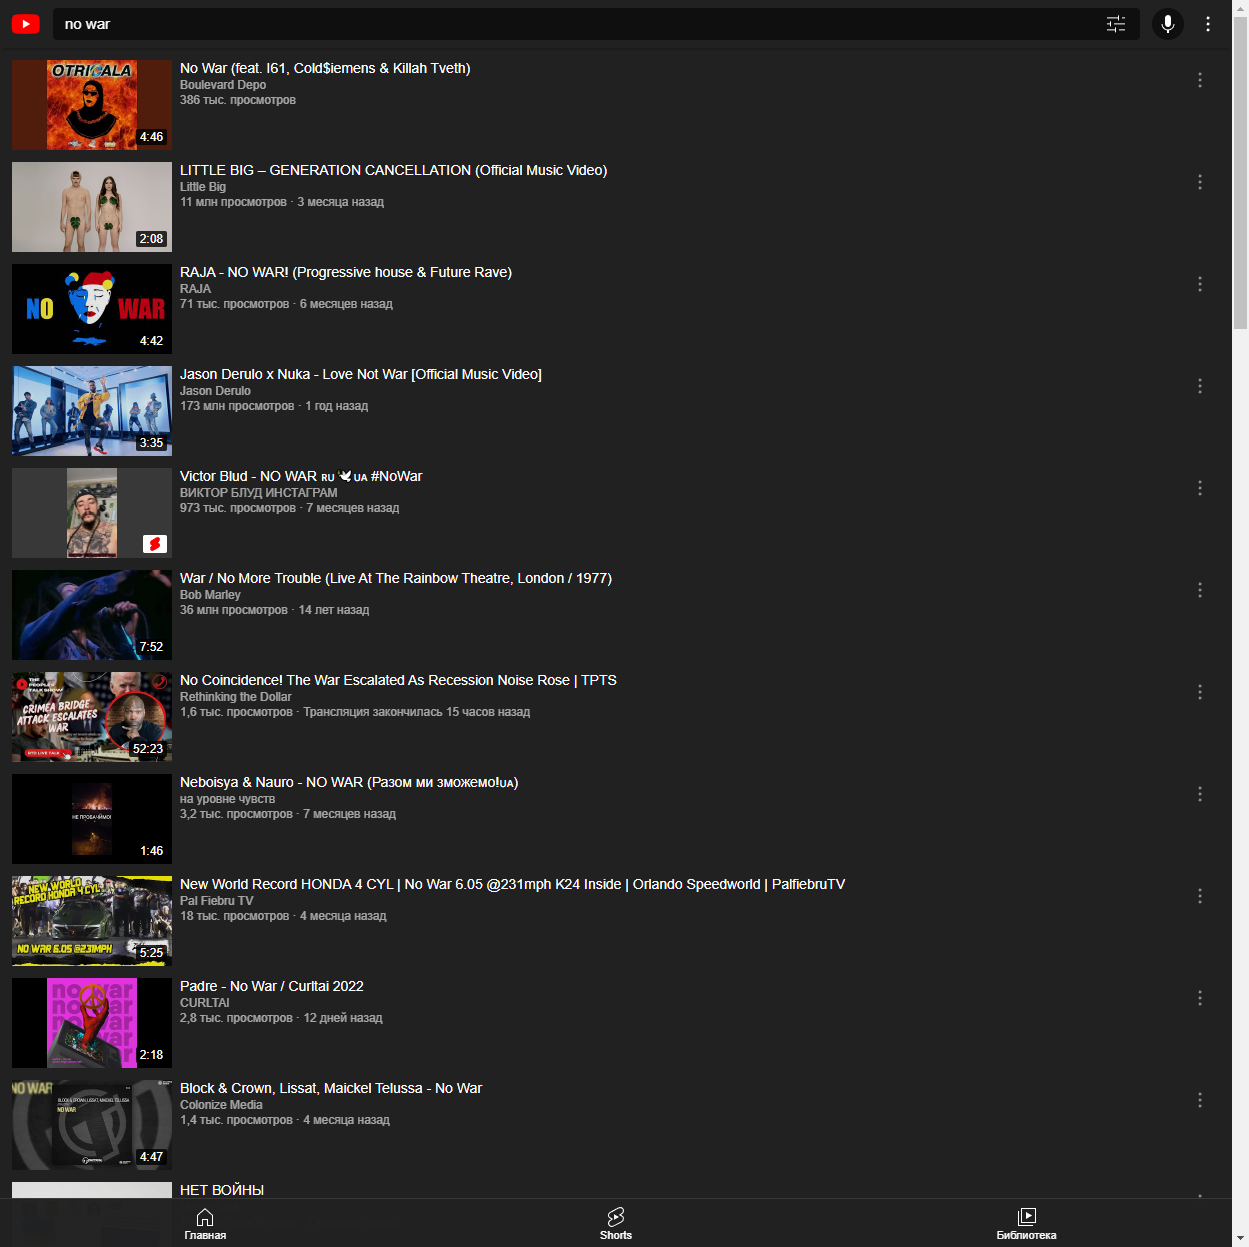 no war
OTRICALA
4:46
No War (feat. I61, Cold$iemens & Killah Tveth)
Boulevard Depo
386 тыс. просмотров
2:08
LITTLE BIG – GENERATION CANCELLATION (Official Music Video)
Little Big
11 млн просмотров · 3 месяца назад
NO WAR
4:42
RAJA - NO WAR! (Progressive house & Future Rave)
RAJA
71 тыс. просмотров · 6 месяцев назад
3:35
Jason Derulo x Nuka - Love Not War [Official Music Video]
Jason Derulo
173 млн просмотров · 1 год назад
Victor Blud - NO WAR 🇷🇺🕊🇺🇦 #NoWar
ВИКТОР БЛУД ИНСТАГРАМ
973 тыс. просмотров · 7 месяцев назад
7:52
War / No More Trouble (Live At The Rainbow Theatre, London / 1977)
Bob Marley
36 млн просмотров · 14 лет назад
THE
PEOPLES
TALK SHOW
CRIMEA BRIDGE
ATTACK ESCALATES
WAR
RTD LIVE TALK
52:23
No Coincidence! The War Escalated As Recession Noise Rose | TPTS
Rethinking the Dollar
1,6 тыс. просмотров · Трансляция закончилась 15 часов назад
НЕ ПРОБАЧИМО!
1:46
Neboisya & Nauro - NO WAR (Разом ми зможемо!🇺🇦)
на уровне чувств
3,2 тыс. просмотров · 7 месяцев назад
NEW WORLD
RECORD HONDA 4 CYL
NO WAR 6.05 @231MPH
5:25
New World Record HONDA 4 CYL | No War 6.05 @231mph K24 Inside | Orlando Speedworld | PalfiebruTV
Pal Fiebru TV
18 тыс. просмотров · 4 месяца назад
no war
no war
no war
2:18
Padre - No War / Curltai 2022
CURLTAI
2,8 тыс. просмотров · 12 дней назад
NO WAR
BLOCK & CROWN, LISSAT, MAICKEL TELUSSA
NO WAR
4:47
Block & Crown, Lissat, Maickel Telussa - No War
Colonize Media
1,4 тыс. просмотров · 4 месяца назад
НЕТ ВОЙНЫ
Главная
Shorts
Библиотека